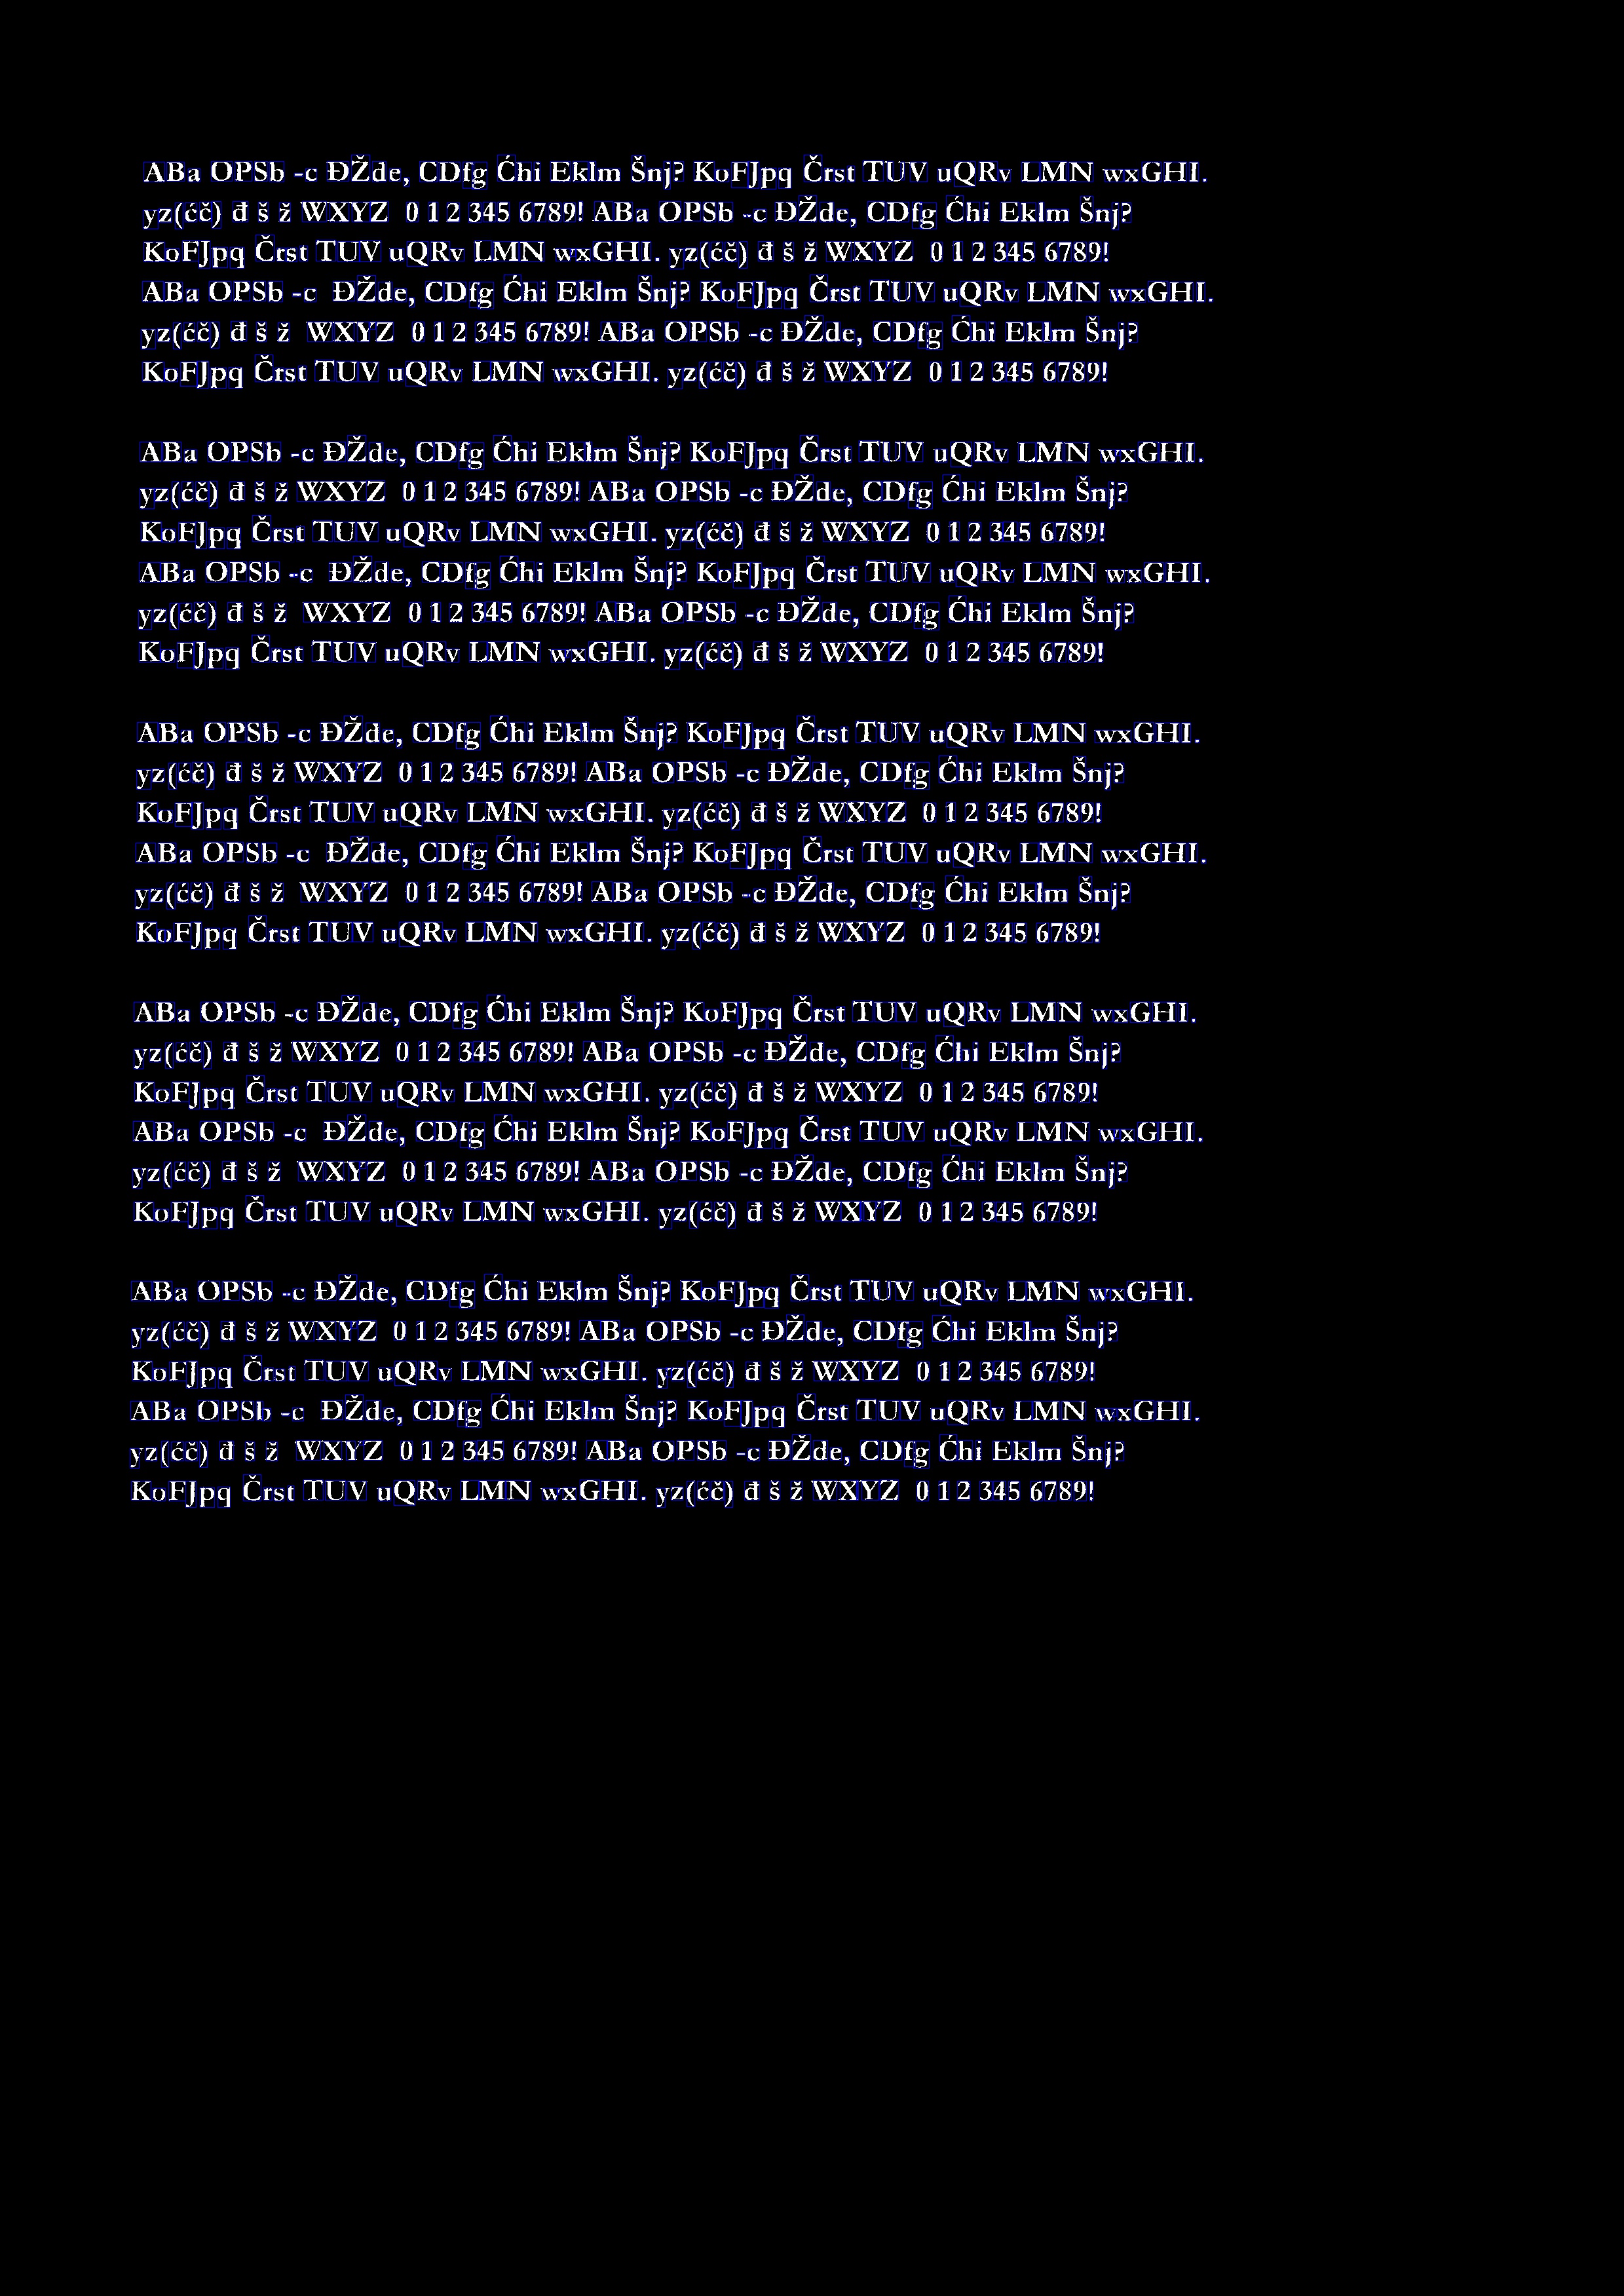 ABa OPSb -c ĐŽde, CDfg Ćhi Eklm Šnj? KoFJpq Črst TUV uQRv LMN wxGHI.
yz(ćč) đ š ž WXYZ 0 1 2 345 6789! ABa OPSb -c ĐŽde, CDfg Ćhi Eklm Šnj?
KoFJpq Črst TUV uQRv LMN wxGHI. yz(ćč) đ š ž WXYZ 0 1 2 345 6789!
ABa OPSb -c ĐŽde, CDfg Ćhi Eklm Šnj? KoFJpq Črst TUV uQRv LMN wxGHI.
yz(ćč) đ š ž WXYZ 0 1 2 345 6789! ABa OPSb -c ĐŽde, CDfg Ćhi Eklm Šnj?
KoFJpq Črst TUV uQRv LMN wxGHI. yz(ćč) đ š ž WXYZ 0 1 2 345 6789!

ABa OPSb -c ĐŽde, CDfg Ćhi Eklm Šnj? KoFJpq Črst TUV uQRv LMN wxGHI.
yz(ćč) đ š ž WXYZ 0 1 2 345 6789! ABa OPSb -c ĐŽde, CDfg Ćhi Eklm Šnj?
KoFJpq Črst TUV uQRv LMN wxGHI. yz(ćč) đ š ž WXYZ 0 1 2 345 6789!
ABa OPSb -c ĐŽde, CDfg Ćhi Eklm Šnj? KoFJpq Črst TUV uQRv LMN wxGHI.
yz(ćč) đ š ž WXYZ 0 1 2 345 6789! ABa OPSb -c ĐŽde, CDfg Ćhi Eklm Šnj?
KoFJpq Črst TUV uQRv LMN wxGHI. yz(ćč) đ š ž WXYZ 0 1 2 345 6789!

ABa OPSb -c ĐŽde, CDfg Ćhi Eklm Šnj? KoFJpq Črst TUV uQRv LMN wxGHI.
yz(ćč) đ š ž WXYZ 0 1 2 345 6789! ABa OPSb -c ĐŽde, CDfg Ćhi Eklm Šnj?
KoFJpq Črst TUV uQRv LMN wxGHI. yz(ćč) đ š ž WXYZ 0 1 2 345 6789!
ABa OPSb -c ĐŽde, CDfg Ćhi Eklm Šnj? KoFJpq Črst TUV uQRv LMN wxGHI.
yz(ćč) đ š ž WXYZ 0 1 2 345 6789! ABa OPSb -c ĐŽde, CDfg Ćhi Eklm Šnj?
KoFJpq Črst TUV uQRv LMN wxGHI. yz(ćč) đ š ž WXYZ 0 1 2 345 6789!

ABa OPSb -c ĐŽde, CDfg Ćhi Eklm Šnj? KoFJpq Črst TUV uQRv LMN wxGHI.
yz(ćč) đ š ž WXYZ 0 1 2 345 6789! ABa OPSb -c ĐŽde, CDfg Ćhi Eklm Šnj?
KoFJpq Črst TUV uQRv LMN wxGHI. yz(ćč) đ š ž WXYZ 0 1 2 345 6789!
ABa OPSb -c ĐŽde, CDfg Ćhi Eklm Šnj? KoFJpq Črst TUV uQRv LMN wxGHI.
yz(ćč) đ š ž WXYZ 0 1 2 345 6789! ABa OPSb -c ĐŽde, CDfg Ćhi Eklm Šnj?
KoFJpq Črst TUV uQRv LMN wxGHI. yz(ćč) đ š ž WXYZ 0 1 2 345 6789!

ABa OPSb -c ĐŽde, CDfg Ćhi Eklm Šnj? KoFJpq Črst TUV uQRv LMN wxGHI.
yz(ćč) đ š ž WXYZ 0 1 2 345 6789! ABa OPSb -c ĐŽde, CDfg Ćhi Eklm Šnj?
KoFJpq Črst TUV uQRv LMN wxGHI. yz(ćč) đ š ž WXYZ 0 1 2 345 6789!
ABa OPSb -c ĐŽde, CDfg Ćhi Eklm Šnj? KoFJpq Črst TUV uQRv LMN wxGHI.
yz(ćč) đ š ž WXYZ 0 1 2 345 6789! ABa OPSb -c ĐŽde, CDfg Ćhi Eklm Šnj?
KoFJpq Črst TUV uQRv LMN wxGHI. yz(ćč) đ š ž WXYZ 0 1 2 345 6789!